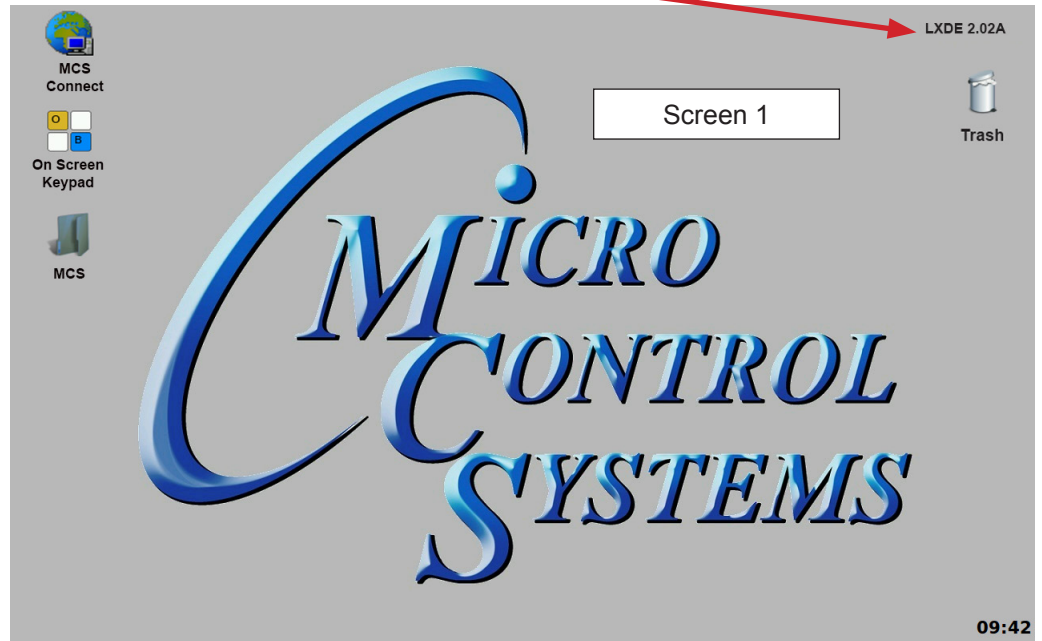 LXDE 2.02A
MCS
Connect
Screen 1
Trash
O
B
On Screen
Keypad
MCS
MICRO
CONTROL
SYSTEMS
09:42